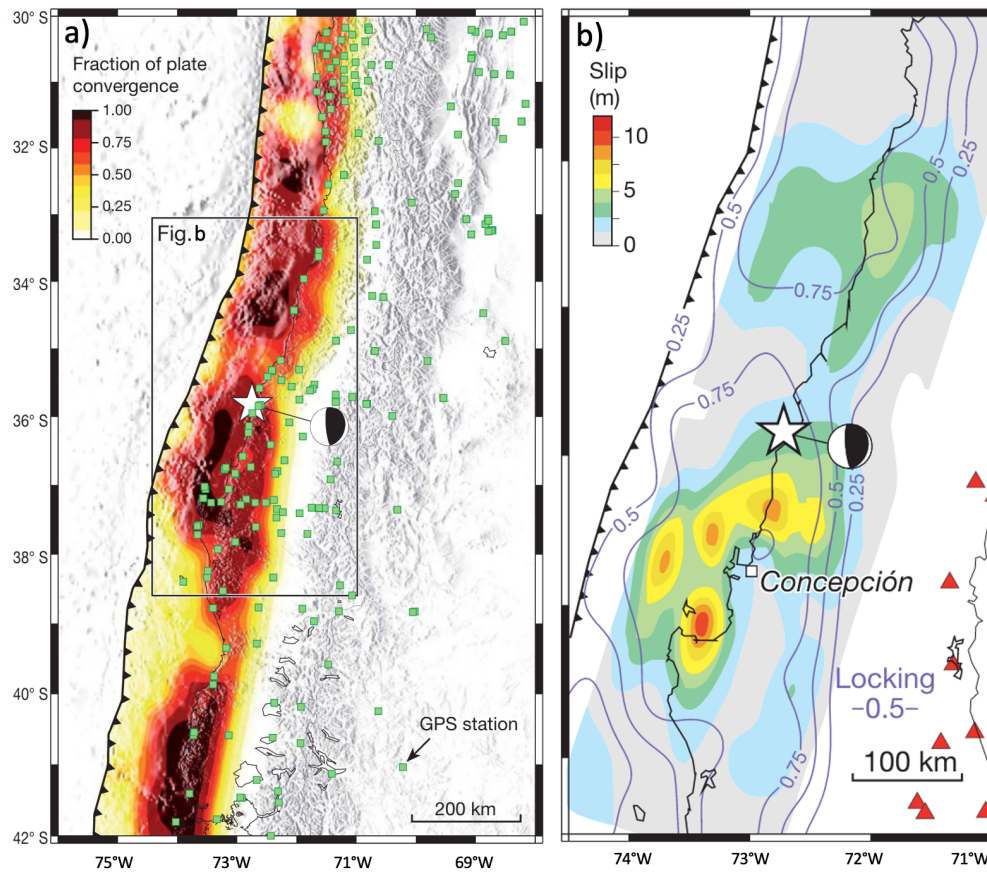 a)
Fraction of plate
convergence
1.00
0.75
0.50
0.25
0.00
Fig.b
GPS station
200 km
30°S
32°S
34°S
36°S
38°S
40°S
42°S
75°W
73°W
71°W
69°W
b)
Slip
(m)
10
5
0
0.5
0.25
0.5
0.75
0.25
0.75
0.5
0.5
0.25
Concepción
Locking
–0.5–
0.75
100 km
74°W
73°W
72°W
71°W